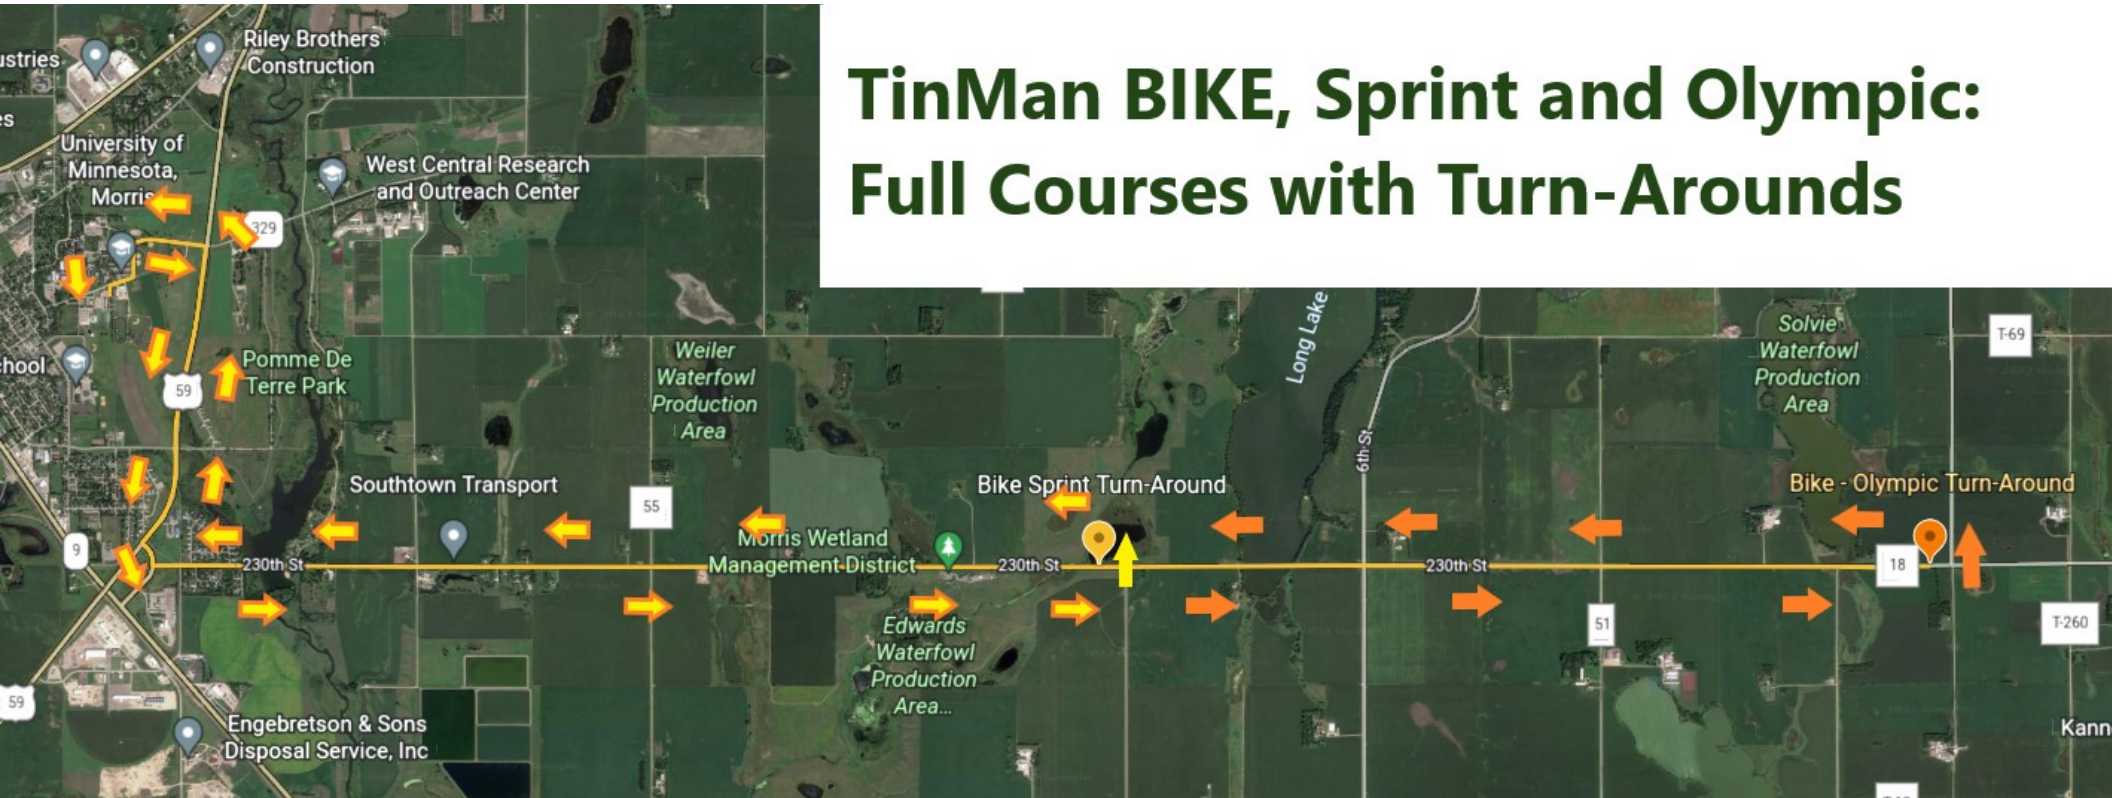 TinMan BIKE, Sprint and Olympic:
Full Courses with Turn-Arounds
ustries
Riley Brothers
Construction
es
University of
Minnesota,
Morris
West Central Research
and Outreach Center
329
Long Lake
Solvie
Waterfowl
Production
Area
T-69
chool
Pomme De
Terre Park
59
Weiler
Waterfowl
Production
Area
6th St
Southtown Transport
55
Bike Sprint Turn-Around
Bike - Olympic Turn-Around
9
Morris Wetland
Management District
230th St
230th St
230th St
18
51
T-260
Edwards
Waterfowl
Production
Area...
59
Engebretson & Sons
Disposal Service, Inc
Kann